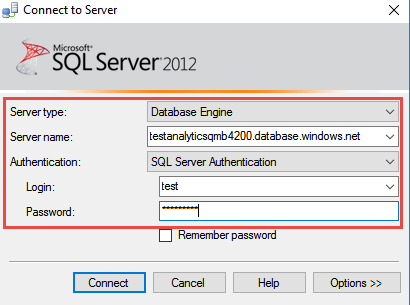 Connect to Server
Microsoft®
SQL Server 2012
Server type: Database Engine
Server name: testanalyticsqmb4200.database.windows.net
Authentication: SQL Server Authentication
Login: test
Password: *********
Remember password
Connect Cancel Help Options >>